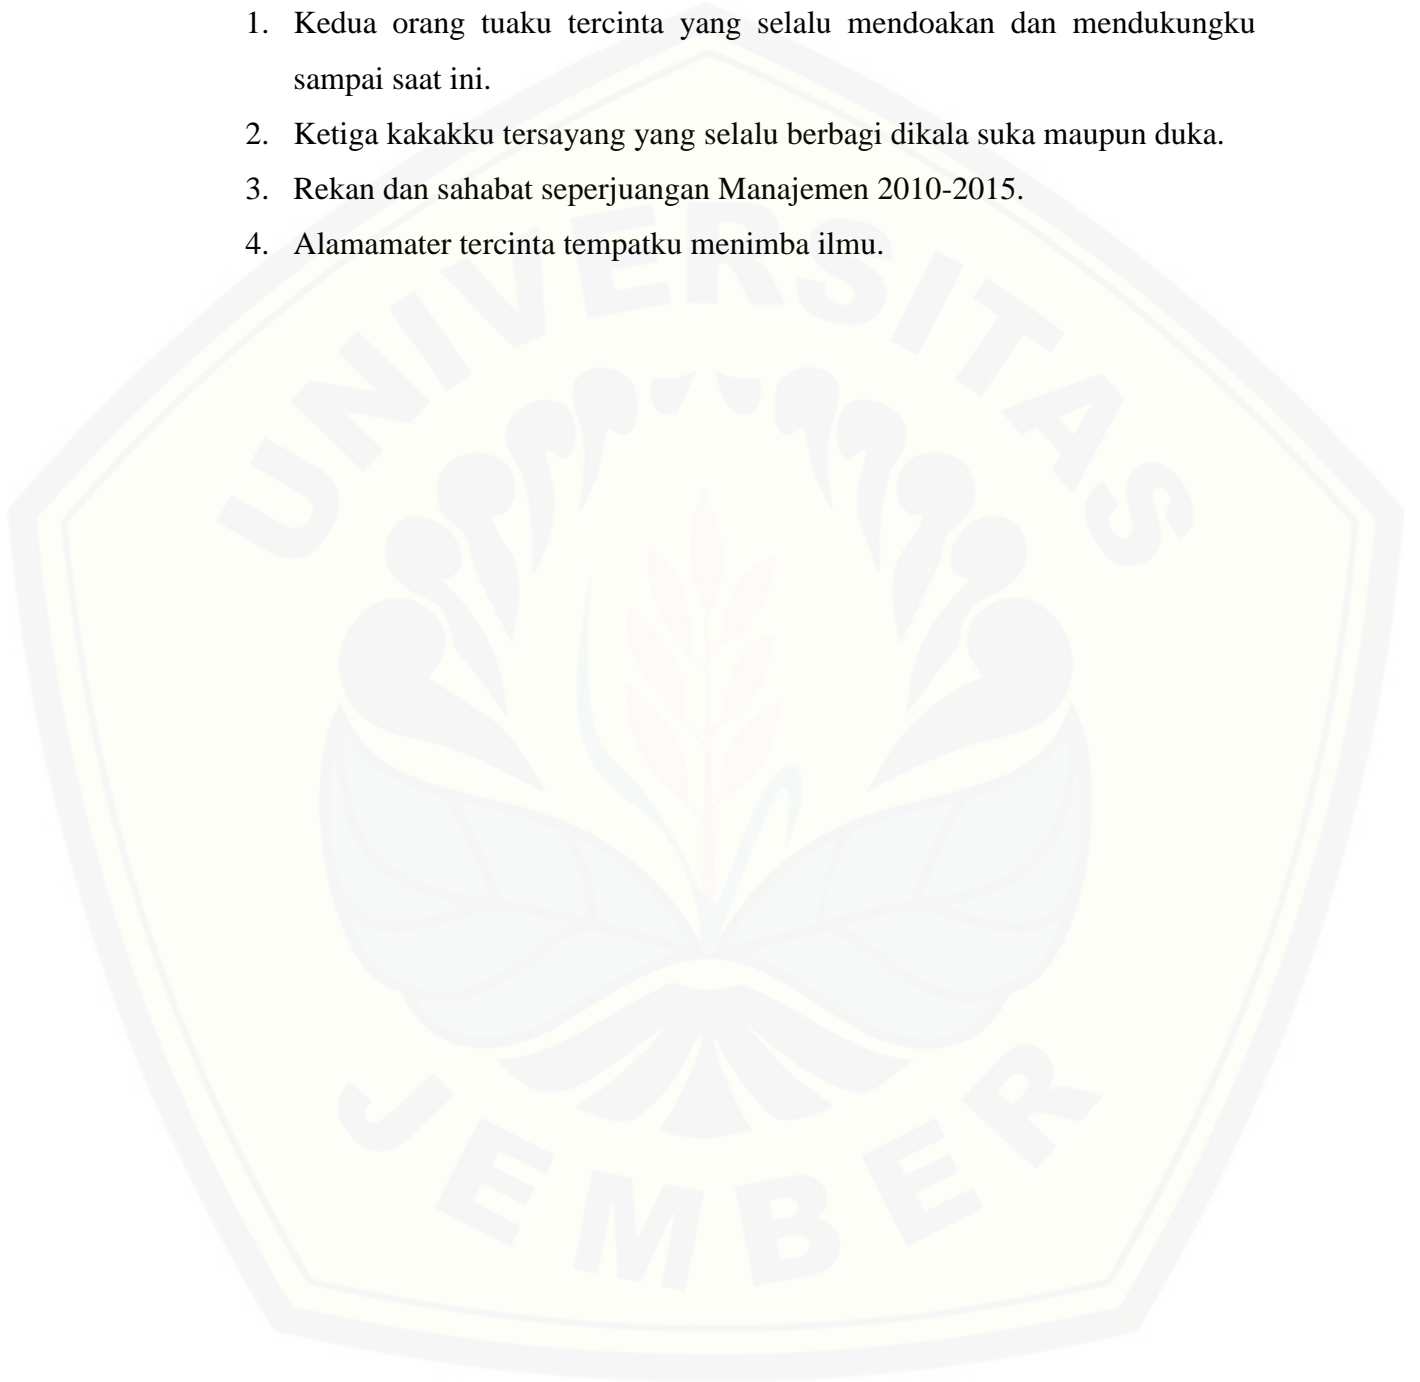 1. Kedua orang tuaku tercinta yang selalu mendoakan dan mendukungku
sampai saat ini.
2. Ketiga kakakku tersayang yang selalu berbagi dikala suka maupun duka.
3. Rekan dan sahabat seperjuangan Manajemen 2010-2015.
4. Alamamater tercinta tempatku menimba ilmu.
UNIVERSITAS
JEMBER